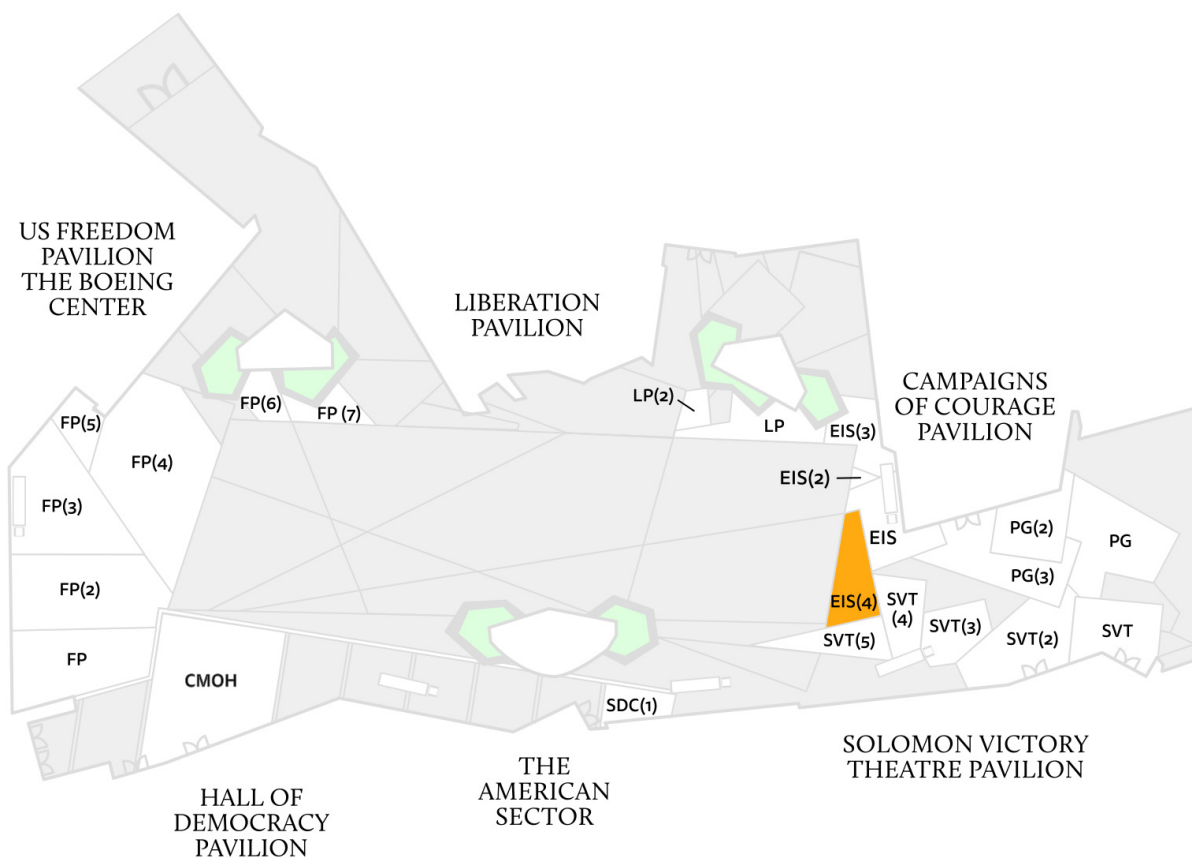 US FREEDOM
PAVILION
THE BOEING
CENTER
LIBERATION
PAVILION
CAMPAIGNS
OF COURAGE
PAVILION
FP(5)
FP(6)
FP (7)
LP(2)
LP
EIS(3)
FP(4)
EIS(2)
FP(3)
EIS
PG(2)
PG
PG(3)
FP(2)
EIS(4)
SVT
(4)
SVT(3)
SVT(5)
SVT(2)
SVT
FP
CMOH
SDC(1)
SOLOMON VICTORY
THEATRE PAVILION
THE
AMERICAN
SECTOR
HALL OF
DEMOCRACY
PAVILION